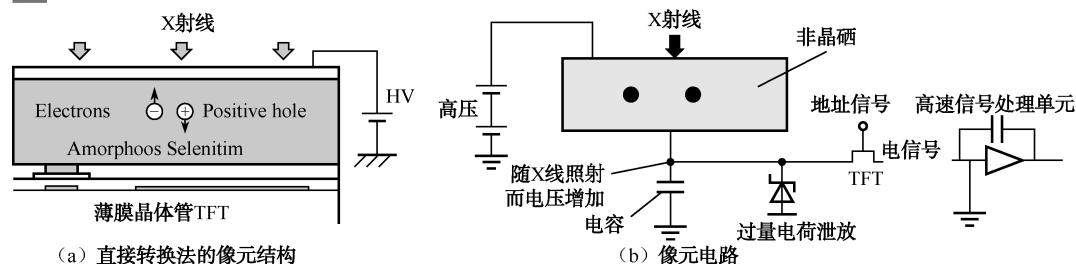 X射线
HV
Electrons
−
+
Positive hole
Amorphoos Selenitim
薄膜晶体管TFT
（a）直接转换法的像元结构
X射线
非晶硒
高压
地址信号
高速信号处理单元
电信号
TFT
随X线照射
而电压增加
电容
过量电荷泄放
（b）像元电路